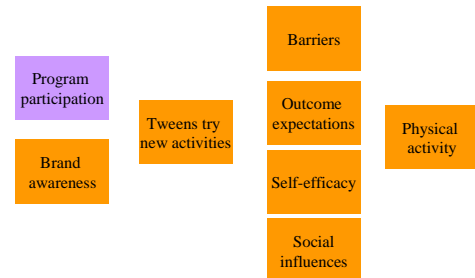 Program
participation
Brand
awareness
Tweens try
new activities
Barriers
Outcome
expectations
Self-efficacy
Social
influences
Physical
activity